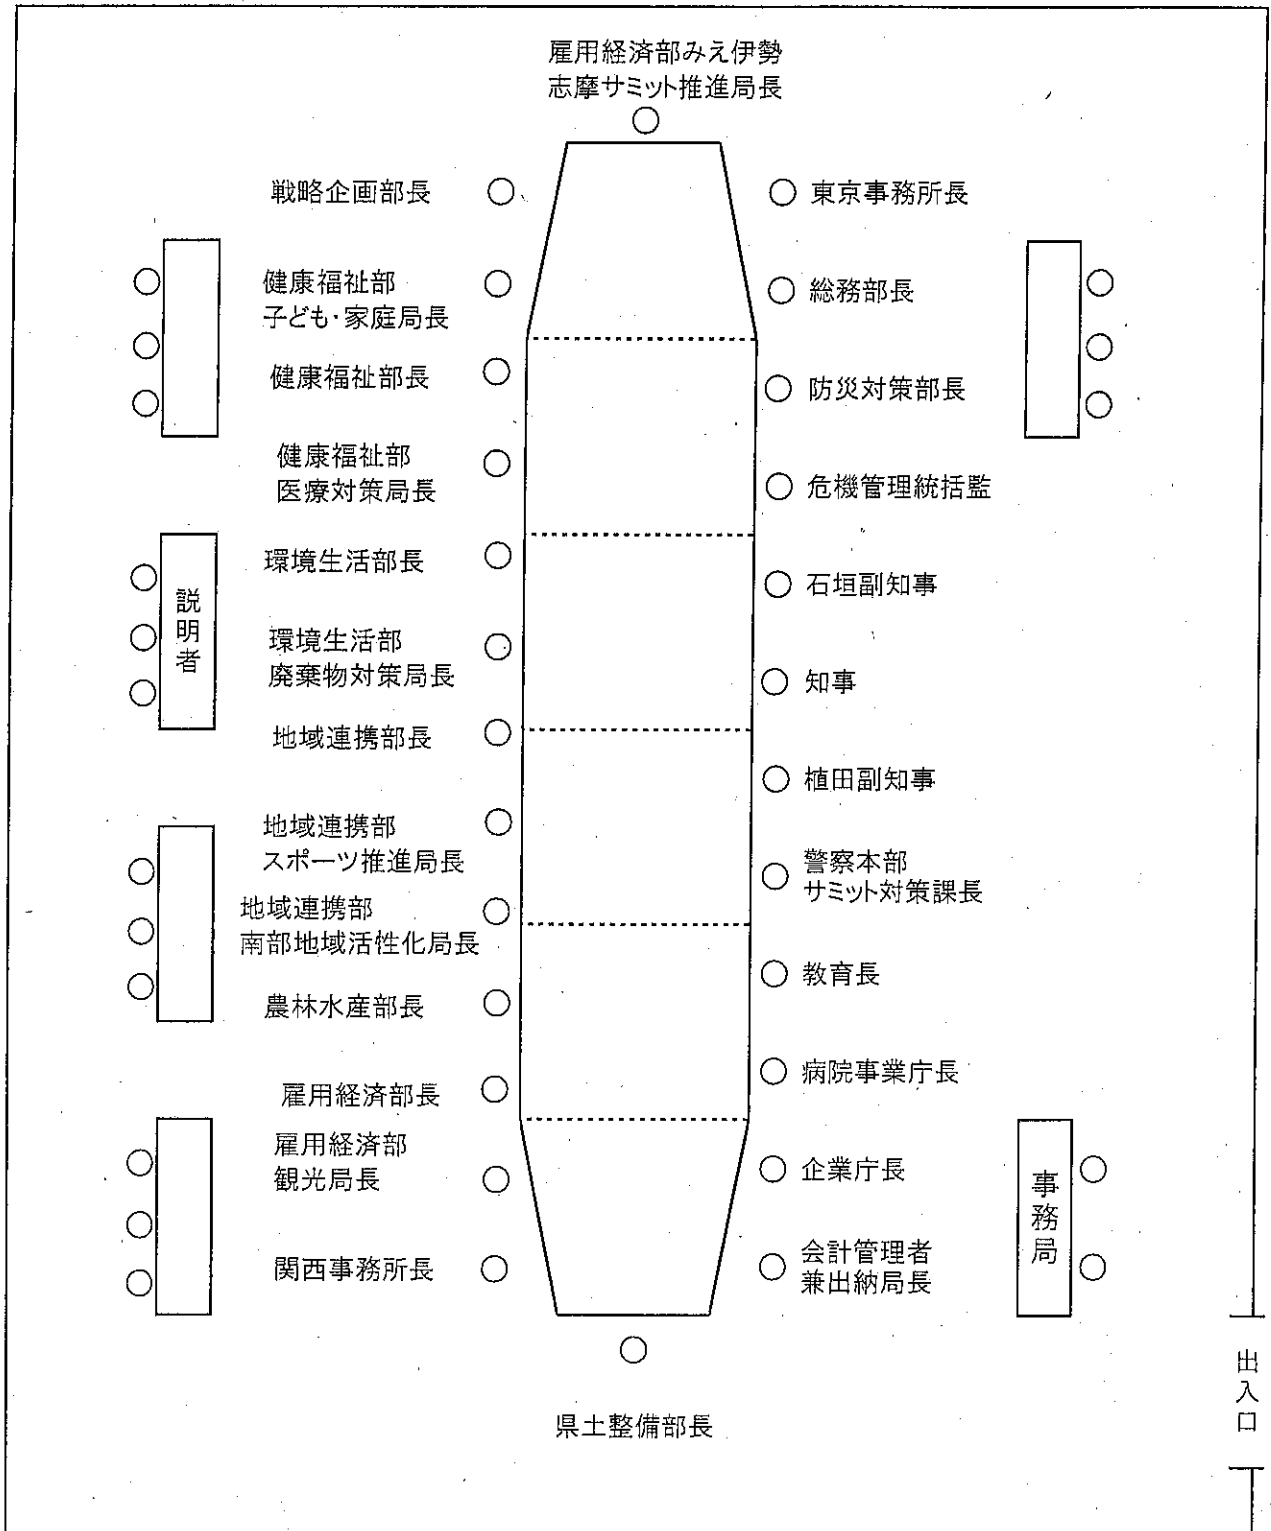 雇用経済部みえ伊勢
志摩サミット推進局長
戦略企画部長
東京事務所長
健康福祉部
子ども・家庭局長
総務部長
健康福祉部長
防災対策部長
健康福祉部
医療対策局長
危機管理統括監
環境生活部長
石垣副知事
説明者
環境生活部
廃棄物対策局長
知事
地域連携部長
植田副知事
地域連携部
スポーツ推進局長
警察本部
サミット対策課長
地域連携部
南部地域活性化局長
教育長
農林水産部長
病院事業庁長
雇用経済部長
雇用経済部
観光局長
企業庁長
事務局
関西事務所長
会計管理者
兼出納局長
出入口
県土整備部長